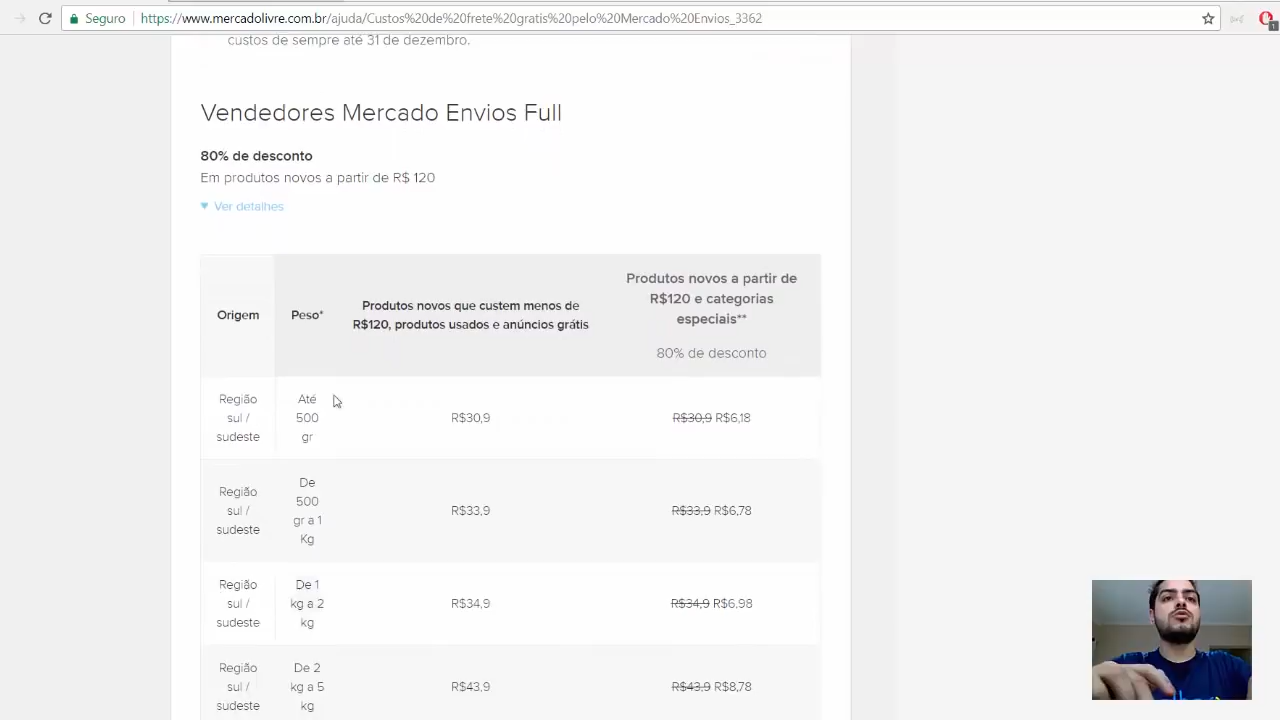 Seguro
https://www.mercadolivre.com.br/ajuda/Custos%20de%20frete%20gratis%20pelo%20Mercado%20Envios_3362
1
custos de sempre até 31 de dezembro.
Vendedores Mercado Envios Full
80% de desconto
Em produtos novos a partir de R$ 120
Ver detalhes
Origem
Peso*
Produtos novos que custem menos de
R$120, produtos usados e anúncios grátis
Produtos novos a partir de
R$120 e categorias
especiais**
80% de desconto
Região
sul /
sudeste
Até
500
gr
R$30,9
R$30,9 R$6,18
Região
sul /
sudeste
De
500
gr a 1
Kg
R$33,9
R$33,9 R$6,78
Região
sul /
sudeste
De 1
kg a 2
kg
R$34,9
R$34,9 R$6,98
Região
sul /
sudeste
De 2
kg a 5
kg
R$43,9
R$43,9 R$8,78